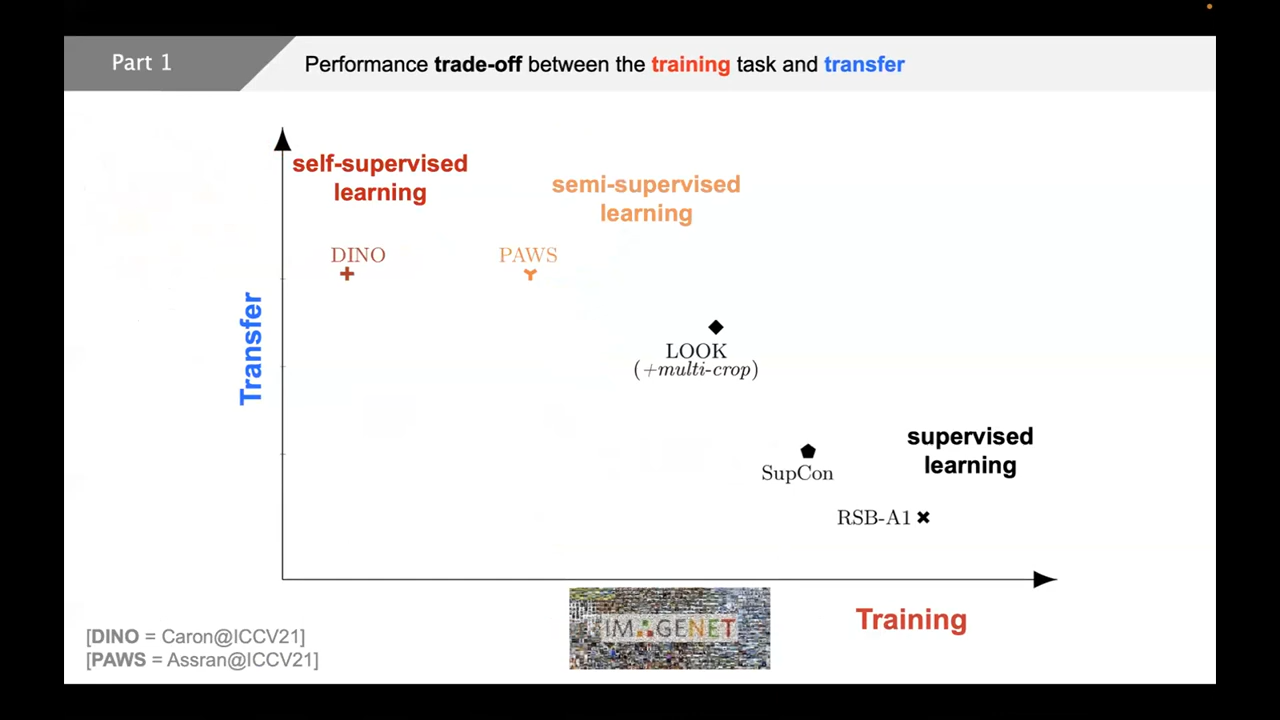 Part 1
Performance trade-off between the training task and transfer
self-supervised
learning
semi-supervised
learning
DINO
PAWS
Transfer
LOOK
(+multi-crop)
supervised
learning
SupCon
RSB-A1
IMAGENET
Training
[DINO = Caron@ICCV21]
[PAWS = Assran@ICCV21]